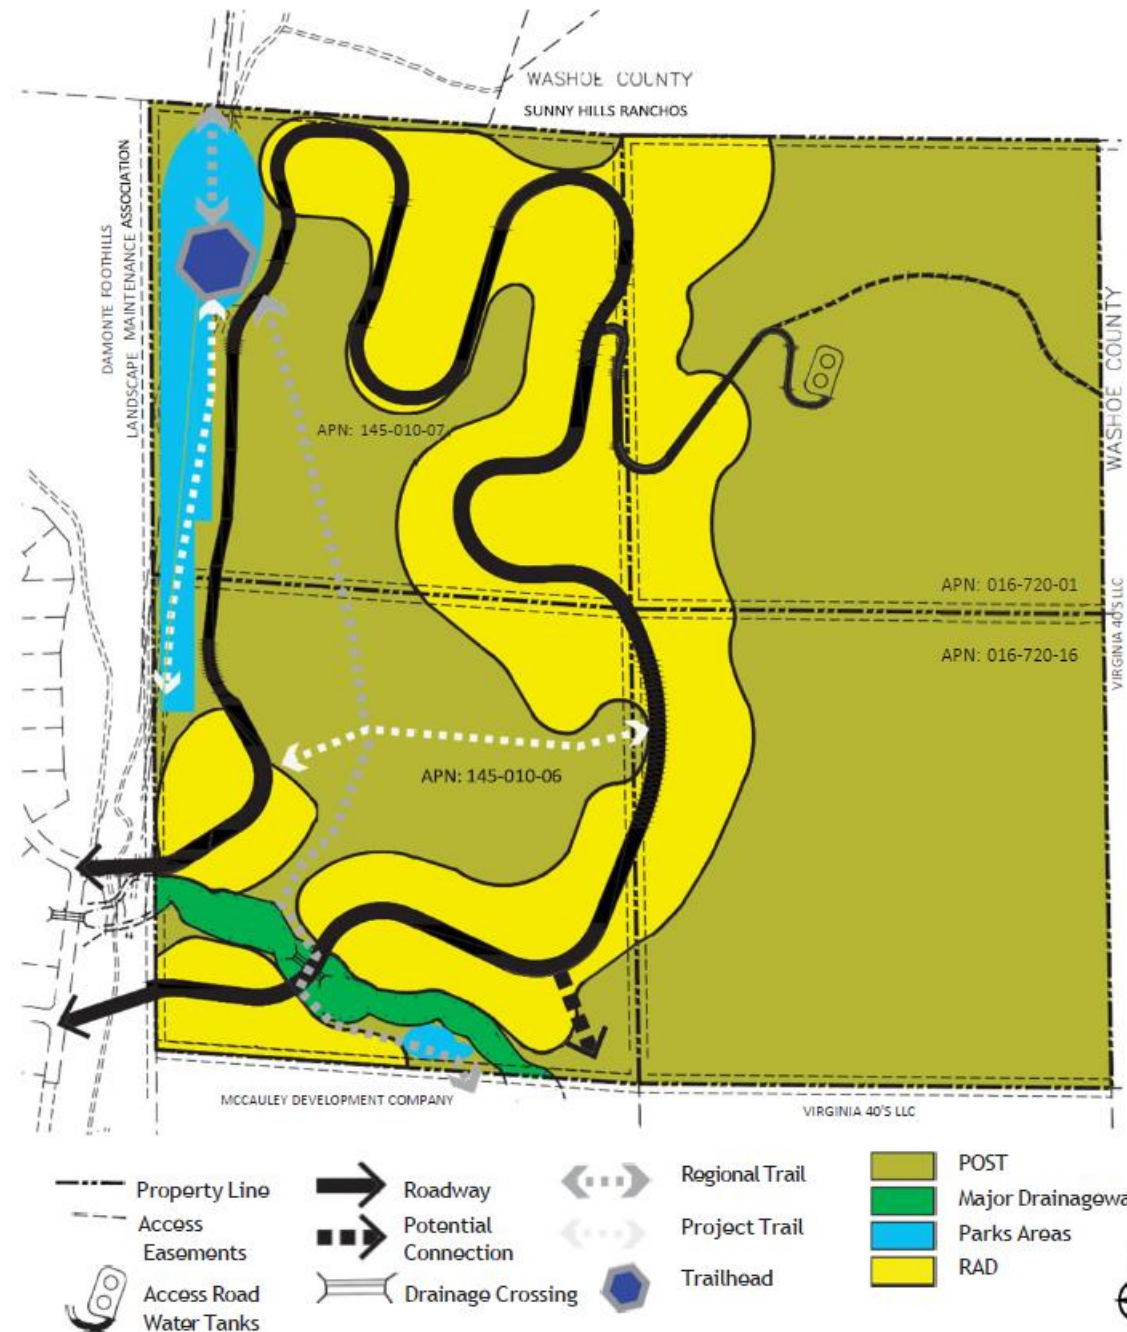 WASHOE COUNTY
SUNNY HILLS RANCHOS
DAMONTE FOOTHILLS
LANDSCAPE MAINTENANCE ASSOCIATION
APN: 145-010-07
WASHOE COUNTY
APN: 016-720-01
APN: 016-720-16
VIRGINIA 40'S LLC
APN: 145-010-06
MCCAULEY DEVELOPMENT COMPANY
VIRGINIA 40'S LLC
Property Line
Access
Easements
Access Road
Water Tanks
Roadway
Potential
Connection
Drainage Crossing
Regional Trail
Project Trail
Trailhead
POST
Major Drainagewa
Parks Areas
RAD